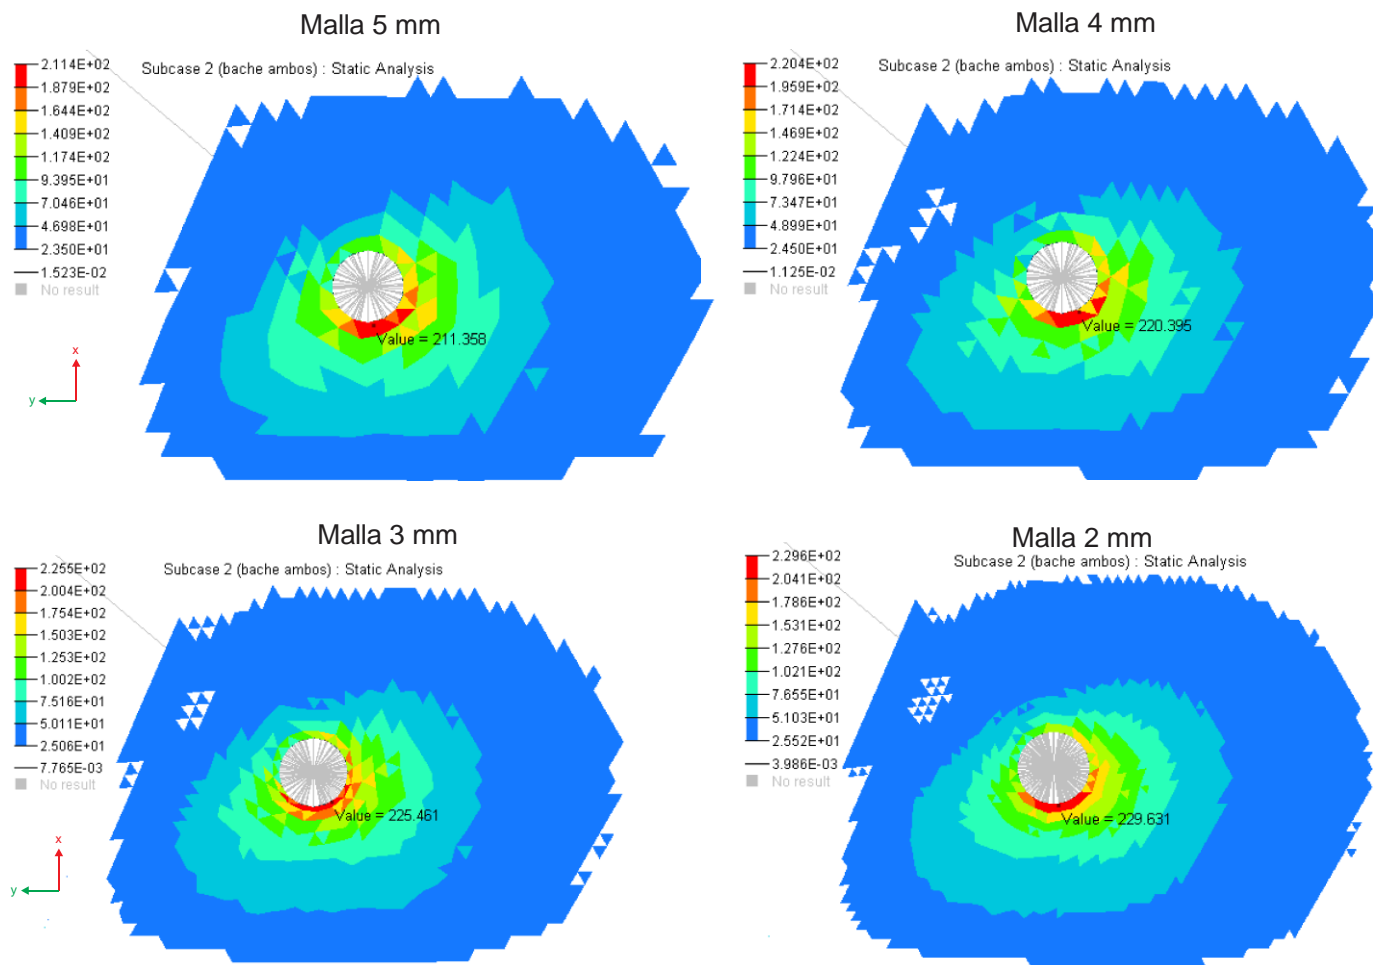 Malla 5 mm
Subcase 2 (bache ambos) : Static Analysis
2.114E+02
1.879E+02
1.644E+02
1.409E+02
1.174E+02
9.395E+01
7.046E+01
4.698E+01
2.350E+01
1.523E-02
No result
Value = 211.358
x
y
Malla 4 mm
Subcase 2 (bache ambos) : Static Analysis
2.204E+02
1.959E+02
1.714E+02
1.469E+02
1.224E+02
9.796E+01
7.347E+01
4.899E+01
2.450E+01
1.125E-02
No result
Value = 220.395
Malla 3 mm
Subcase 2 (bache ambos) : Static Analysis
2.255E+02
2.004E+02
1.754E+02
1.503E+02
1.253E+02
1.002E+02
7.516E+01
5.011E+01
2.506E+01
7.765E-03
No result
Value = 225.461
x
y
Malla 2 mm
Subcase 2 (bache ambos) : Static Analysis
2.296E+02
2.041E+02
1.786E+02
1.531E+02
1.276E+02
1.021E+02
7.655E+01
5.103E+01
2.552E+01
3.986E-03
No result
Value = 229.631